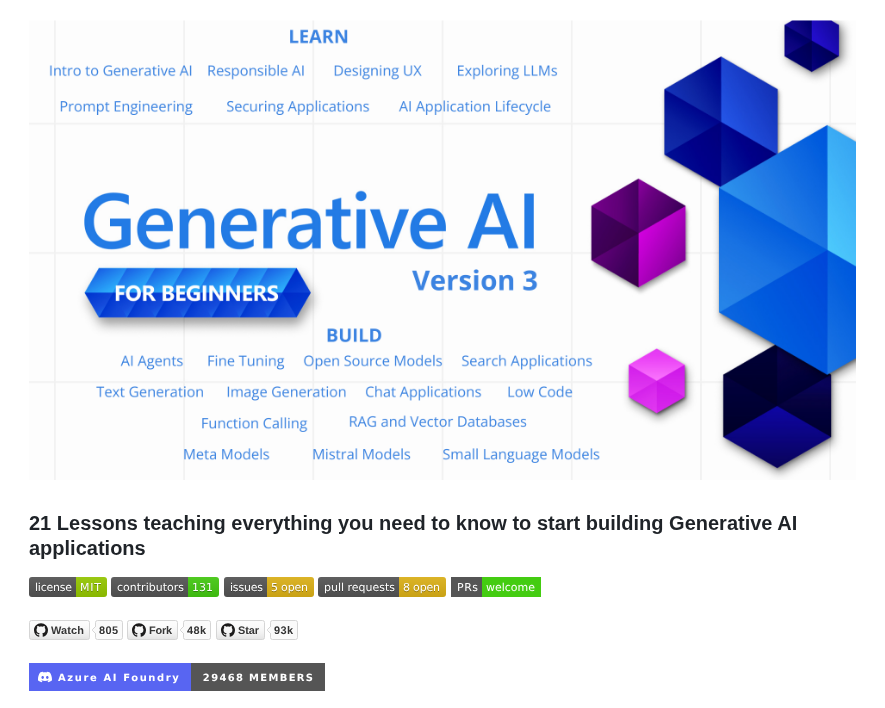 LEARN
Intro to Generative AI Responsible AI Designing UX Exploring LLMs
Prompt Engineering Securing Applications AI Application Lifecycle
Generative AI
FOR BEGINNERS Version 3
BUILD
AI Agents Fine Tuning Open Source Models Search Applications
Text Generation Image Generation Chat Applications Low Code
Function Calling RAG and Vector Databases
Meta Models Mistral Models Small Language Models
21 Lessons teaching everything you need to know to start building Generative AI
applications
license MIT contributors 131 issues 5 open pull requests 8 open PRs welcome
Watch 805 Fork 48k Star 93k
Azure AI Foundry 29468 MEMBERS